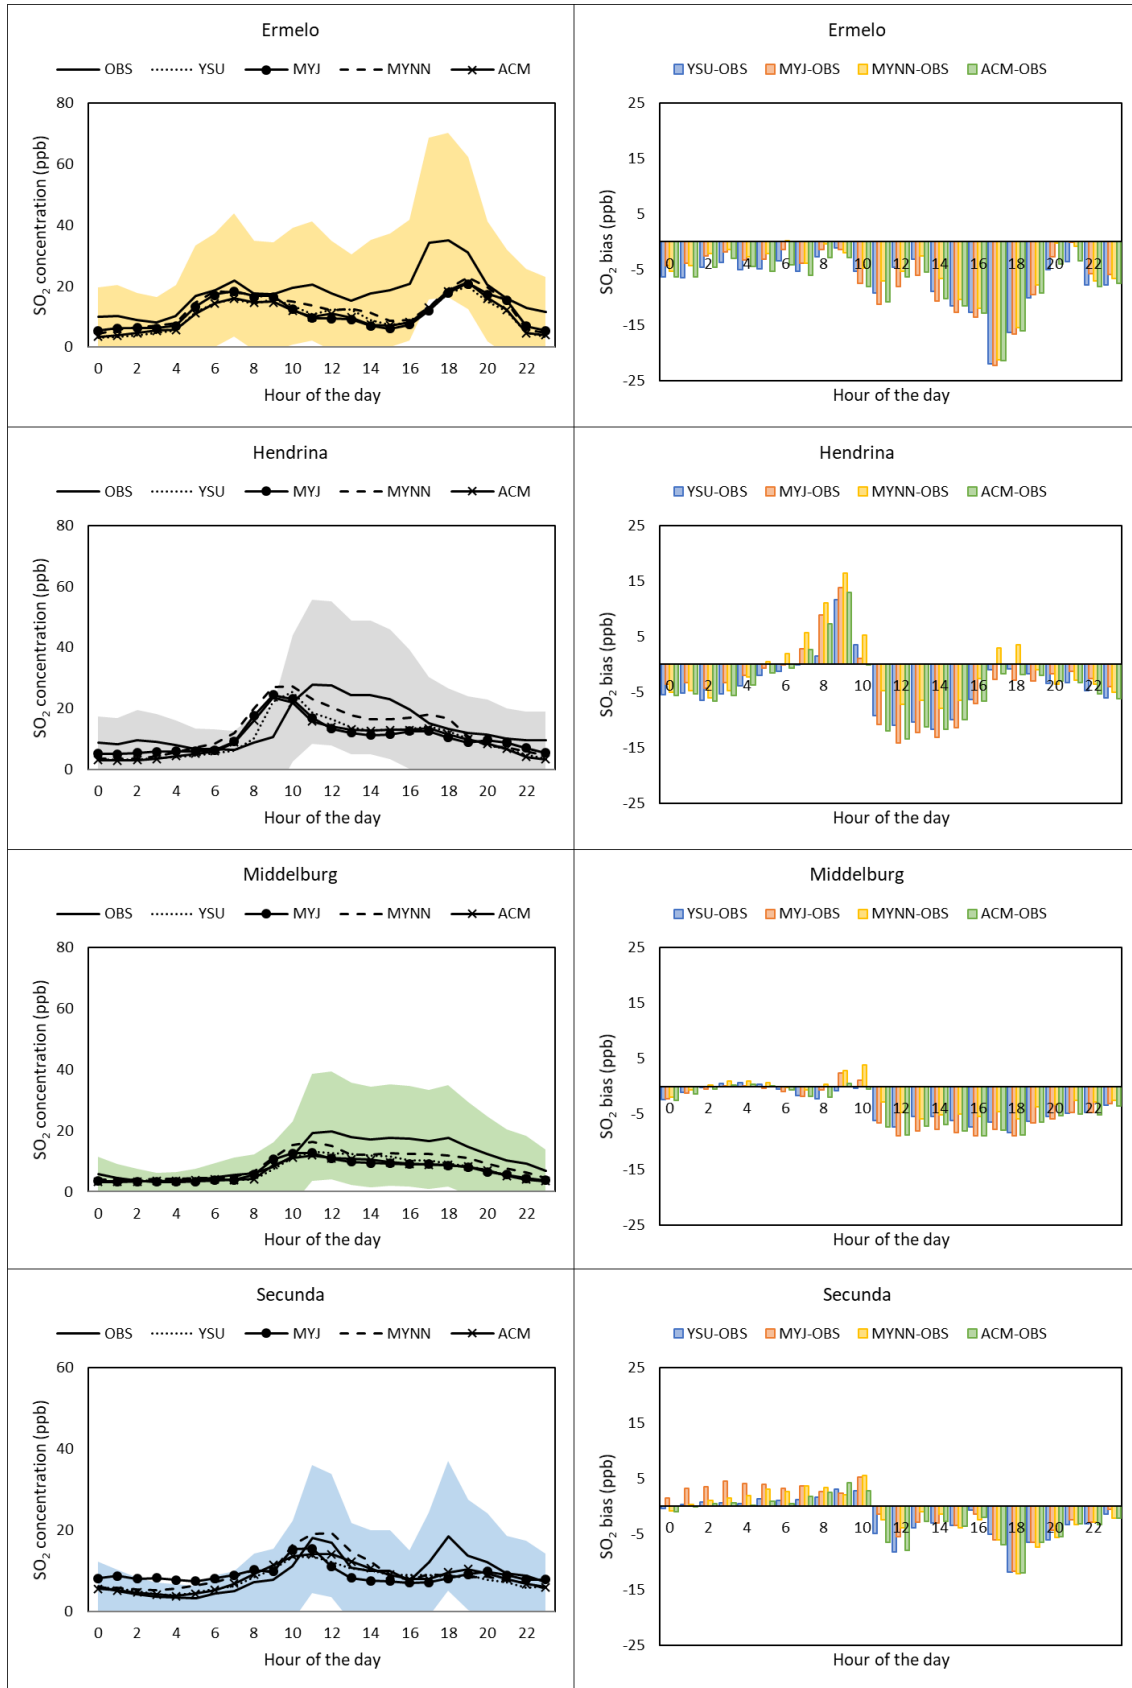 Ermelo
OBS YSU MYJ MYNN ACM
SO2 concentration (ppb)
80
60
40
20
0
0 2 4 6 8 10 12 14 16 18 20 22
Hour of the day
Ermelo
YSU-OBS MYJ-OBS MYNN-OBS ACM-OBS
SO2 bias (ppb)
25
15
5
-5
-15
-25
0 2 4 6 8 10 12 14 16 18 20 22
Hour of the day
Hendrina
OBS YSU MYJ MYNN ACM
SO2 concentration (ppb)
80
60
40
20
0
0 2 4 6 8 10 12 14 16 18 20 22
Hour of the day
Hendrina
YSU-OBS MYJ-OBS MYNN-OBS ACM-OBS
SO2 bias (ppb)
25
15
5
-5
-15
-25
0 2 4 6 8 10 12 14 16 18 20 22
Hour of the day
Middelburg
OBS YSU MYJ MYNN ACM
SO2 concentration (ppb)
80
60
40
20
0
0 2 4 6 8 10 12 14 16 18 20 22
Hour of the day
Middelburg
YSU-OBS MYJ-OBS MYNN-OBS ACM-OBS
SO2 bias (ppb)
25
15
5
-5
-15
-25
0 2 4 6 8 10 12 14 16 18 20 22
Hour of the day
Secunda
OBS YSU MYJ MYNN ACM
SO2 concentration (ppb)
60
40
20
0
0 2 4 6 8 10 12 14 16 18 20 22
Hour of the day
Secunda
YSU-OBS MYJ-OBS MYNN-OBS ACM-OBS
SO2 bias (ppb)
25
15
5
-5
-15
-25
0 2 4 6 8 10 12 14 16 18 20 22
Hour of the day